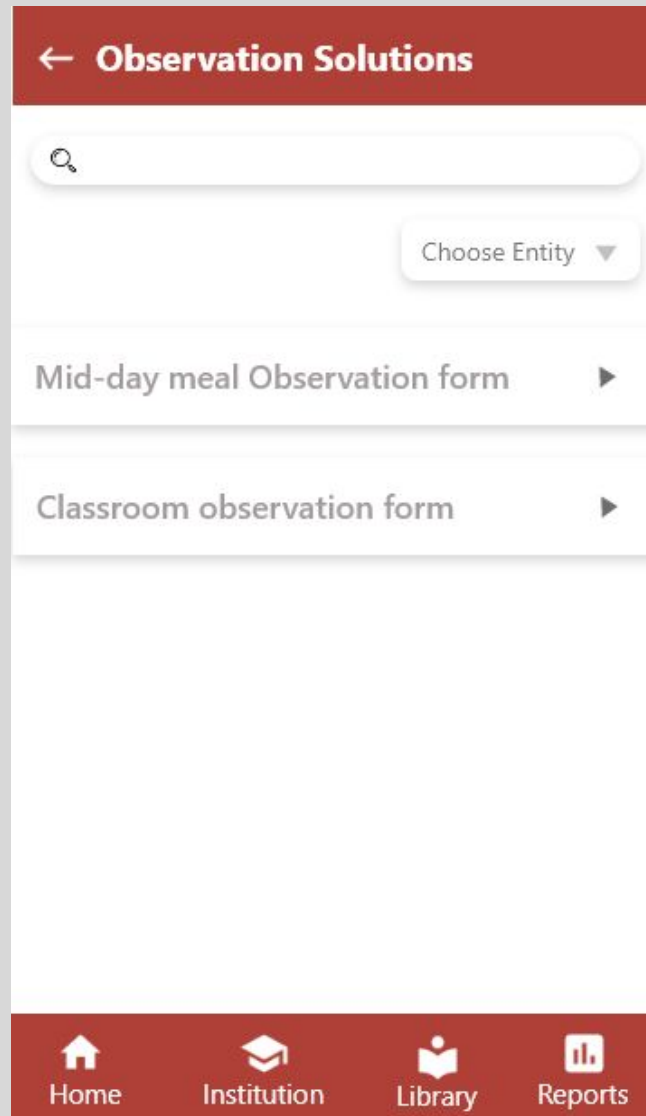 Observation Solutions
Choose Entity
Mid-day meal Observation form
Classroom observation form
Home Institution Library Reports